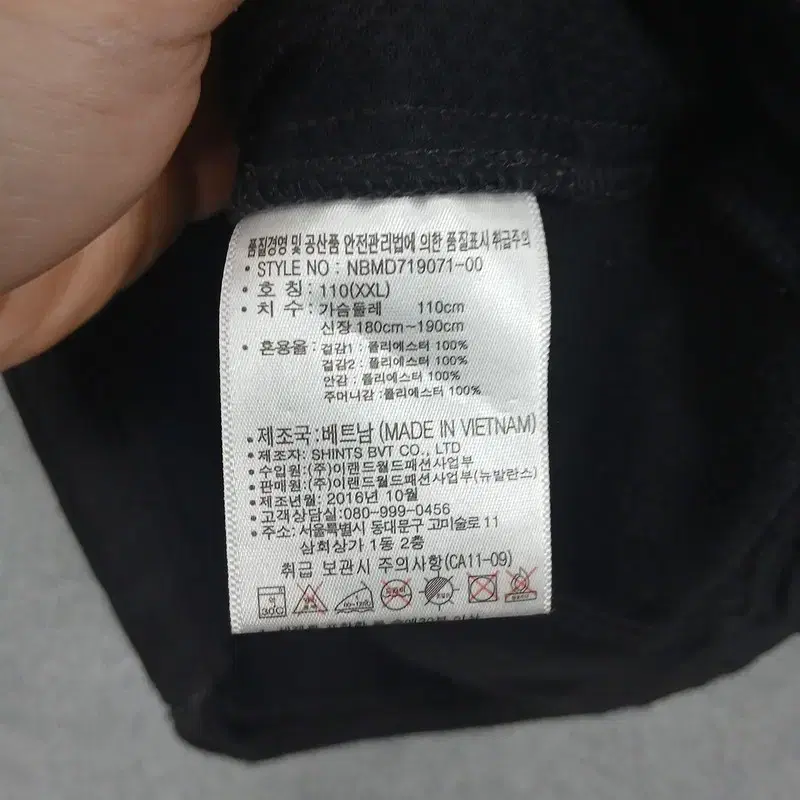 품질경영 및 공산품 안전관리법에 의한 품질표시 취급주의
• STYLE NO : NBMD719071-00
• 호 칭 : 110(XXL)
• 치 수 : 가슴둘레 110cm
신장 180cm~190cm
• 혼용율 : 겉감1 : 폴리에스터 100%
겉감2 : 폴리에스터 100%
안감 : 폴리에스터 100%
주머니감 : 폴리에스터 100%
• 제조국 : 베트남 (MADE IN VIETNAM)
• 제조자: SHINTS BVT CO., LTD
• 수입원:(주)이랜드월드패션사업부
• 판매원:(주)이랜드월드패션사업부(뉴발란스)
• 제조년월: 2016년 10월
• 고객상담실:080-999-0456
• 주소: 서울특별시 동대문구 고미술로 11
삼희상가 1동 2층
취급 보관시 주의사항(CA11-09)
30℃